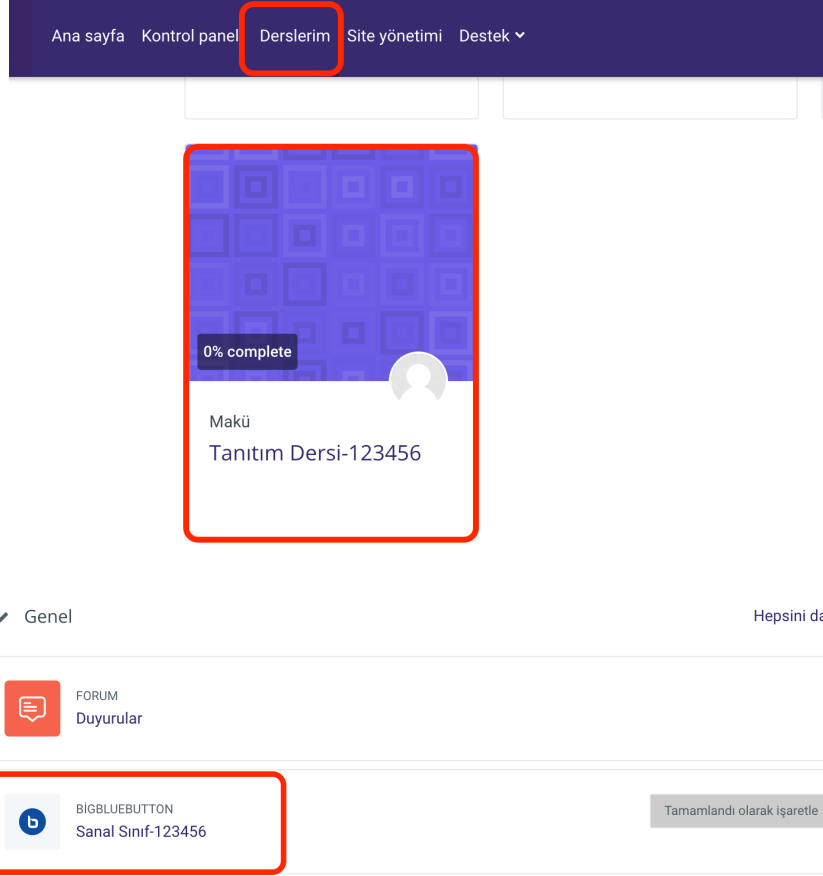 Ana sayfa Kontrol panel Derslerim Site yönetimi Destek
0% complete
Makü
Tanıtım Dersi-123456
Genel
Hepsini da
FORUM
Duyurular
BİGBLUEBUTTON
Sanal Sınıf-123456
Tamamlandı olarak işaretle